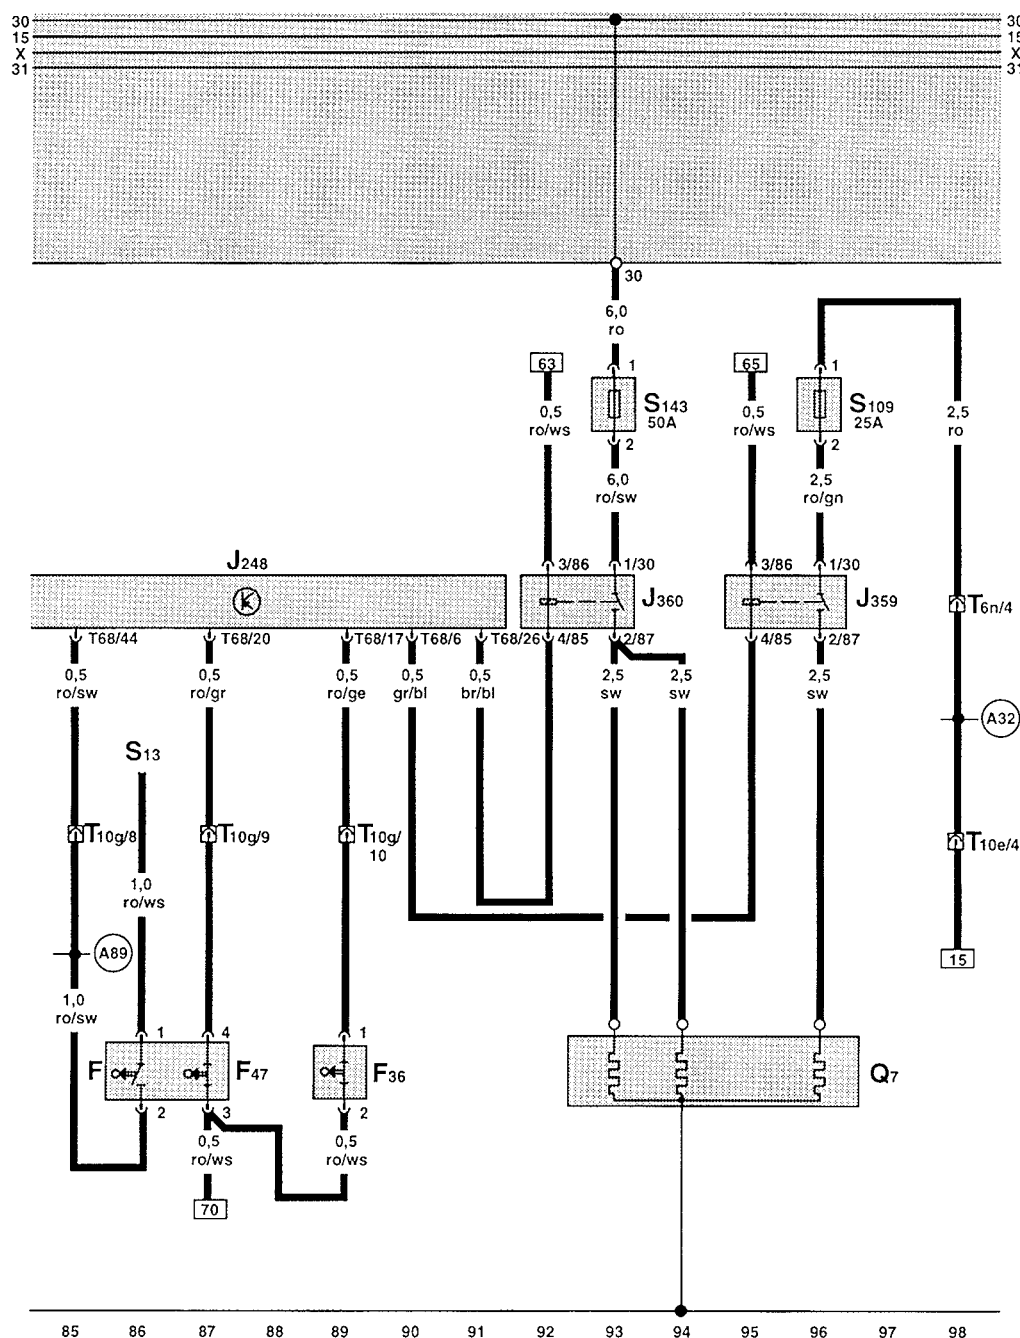 30 30
15 15
X X
31 31
30
6,0
ro
63 1 65 1
S143 S109
50A 25A
0,5 0,5 2,5
ro/ws ro/ws ro
2 2
6,0 2,5
ro/sw ro/gn
J248 3/86 1/30 3/86 1/30
J360 J359 T6n/4
T68/44 T68/20 T68/17 T68/6 T68/26 4/85 2/87 4/85 2/87
0,5 0,5 0,5 0,5 0,5 2,5 2,5 2,5
ro/sw ro/gr ro/ge gr/bl br/bl sw sw sw
A32
S13
T10g/8 T10g/9 T10g/ T10e/4
10
1,0
ro/ws
A89 15
1,0
ro/sw
1 4 1
F F47 F36 Q7
2 3 2
0,5 0,5
ro/ws ro/ws
70
85 86 87 88 89 90 91 92 93 94 95 96 97 98